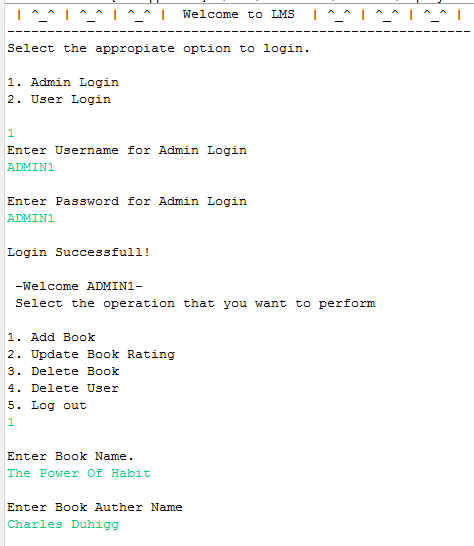 | ^_^ | ^_^ | ^_^ |  Welcome to LMS  | ^_^ | ^_^ | ^_^ |
----------------------------------------------------------
Select the appropiate option to login.
1. Admin Login
2. User Login
1
Enter Username for Admin Login
ADMIN1
Enter Password for Admin Login
ADMIN1
Login Successfull!
-Welcome ADMIN1-
Select the operation that you want to perform
1. Add Book
2. Update Book Rating
3. Delete Book
4. Delete User
5. Log out
1
Enter Book Name.
The Power Of Habit
Enter Book Auther Name
Charles Duhigg